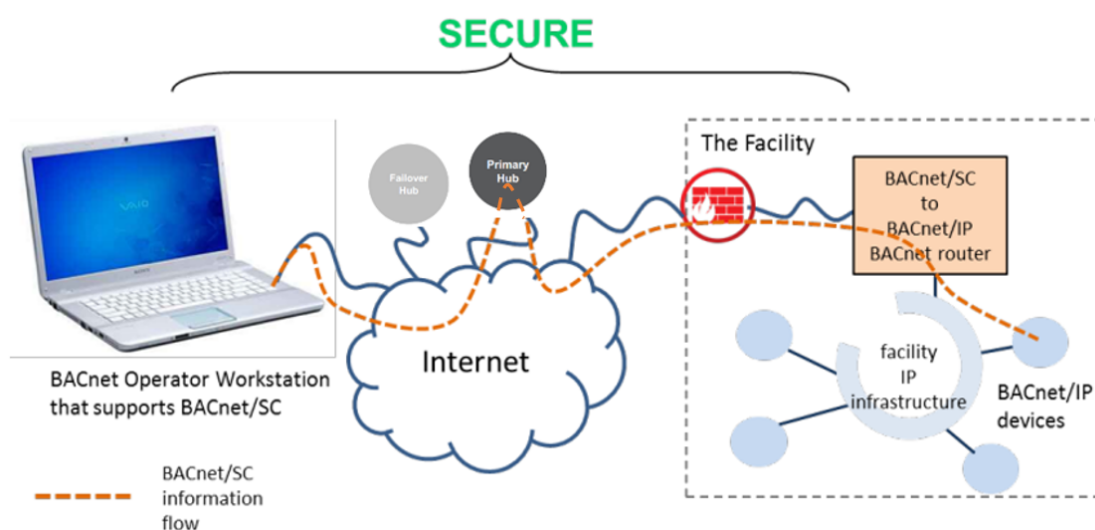 SECURE
The Facility
Failover
Hub
Primary
Hub
BACnet/SC
to
BACnet/IP
BACnet router
VAIO
Internet
facility
IP
infrastructure
BACnet Operator Workstation
that supports BACnet/SC
BACnet/IP
devices
BACnet/SC
information
flow